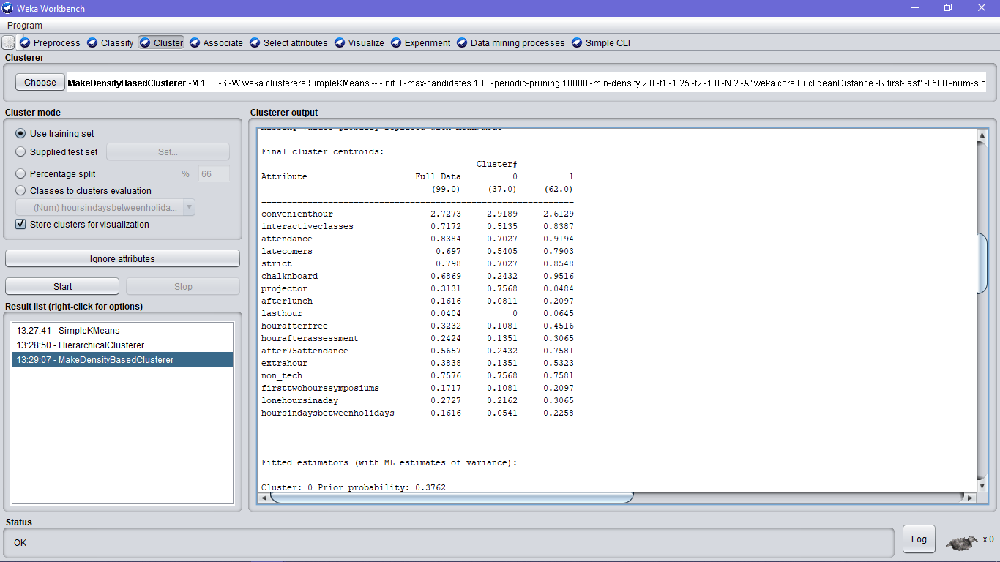 Weka Workbench
Program
Preprocess Classify Cluster Associate Select attributes Visualize Experiment Data mining processes Simple CLI
Clusterer
Choose MakeDensityBasedClusterer -M 1.0E-6 -W weka.clusterers.SimpleKMeans -- -init 0 -max-candidates 100 -periodic-pruning 10000 -min-density 2.0 -t1 -1.25 -t2 -1.0 -N 2 -A "weka.core.EuclideanDistance -R first-last" -I 500 -num-slo
Cluster mode
Use training set
Supplied test set Set...
Percentage split % 66
Classes to clusters evaluation
(Num) hoursindaysbetweenholida...
Store clusters for visualization
Ignore attributes
Start Stop
Result list (right-click for options)
13:27:41 - SimpleKMeans
13:28:50 - HierarchicalClusterer
13:29:07 - MakeDensityBasedClusterer
Clusterer output
Missing values globally replaced with mean/mode
Final cluster centroids:
Cluster#
Attribute Full Data 0 1
(99.0) (37.0) (62.0)
=============================================================
convenienthour 2.7273 2.9189 2.6129
interactiveclasses 0.7172 0.5135 0.8387
attendance 0.8384 0.7027 0.9194
latecomers 0.697 0.5405 0.7903
strict 0.798 0.7027 0.8548
chalknboard 0.6869 0.2432 0.9516
projector 0.3131 0.7568 0.0484
afterlunch 0.1616 0.0811 0.2097
lasthour 0.0404 0 0.0645
hourafterfree 0.3232 0.1081 0.4516
hourafterassessment 0.2424 0.1351 0.3065
after75attendance 0.5657 0.2432 0.7581
extrahour 0.3838 0.1351 0.5323
non_tech 0.7576 0.7568 0.7581
firsttwohourssymposiums 0.1717 0.1081 0.2097
lonehoursinaday 0.2727 0.2162 0.3065
hoursindaysbetweenholidays 0.1616 0.0541 0.2258
Fitted estimators (with ML estimates of variance):
Cluster: 0 Prior probability: 0.3762
Status
OK
Log x 0